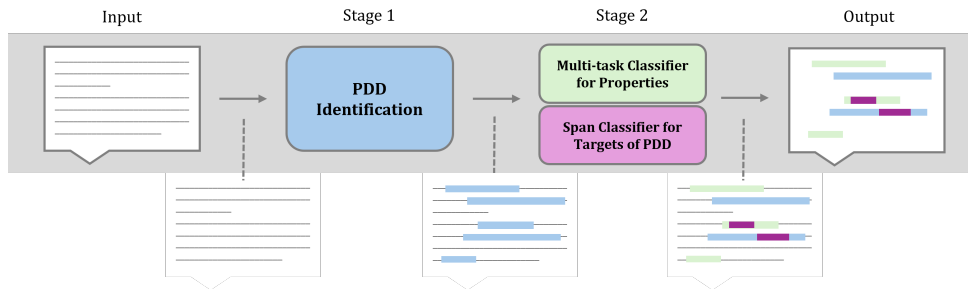 Input
Stage 1
Stage 2
Output
PDD
Identification
Multi-task Classifier
for Properties
Span Classifier for
Targets of PDD